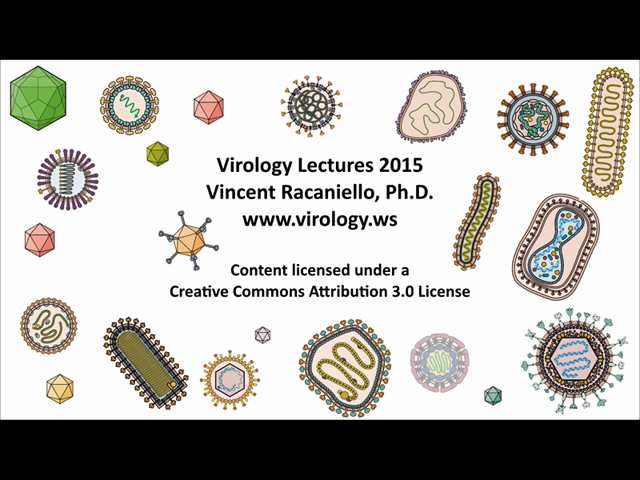 Virology Lectures 2015
Vincent Racaniello, Ph.D.
www.virology.ws
Content licensed under a
Creative Commons Attribution 3.0 License